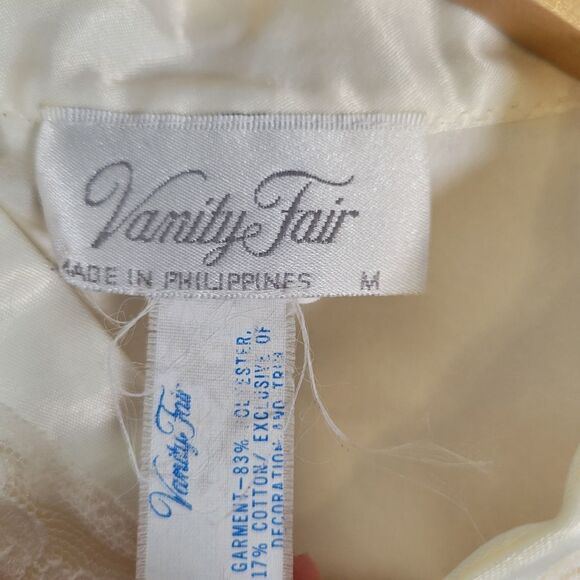 Vanity Fair
MADE IN PHILIPPINES M
Vanity Fair
GARMENT-83% POLYESTER,
17% COTTON/ EXCLUSIVE OF
DECORATION AND TRIM